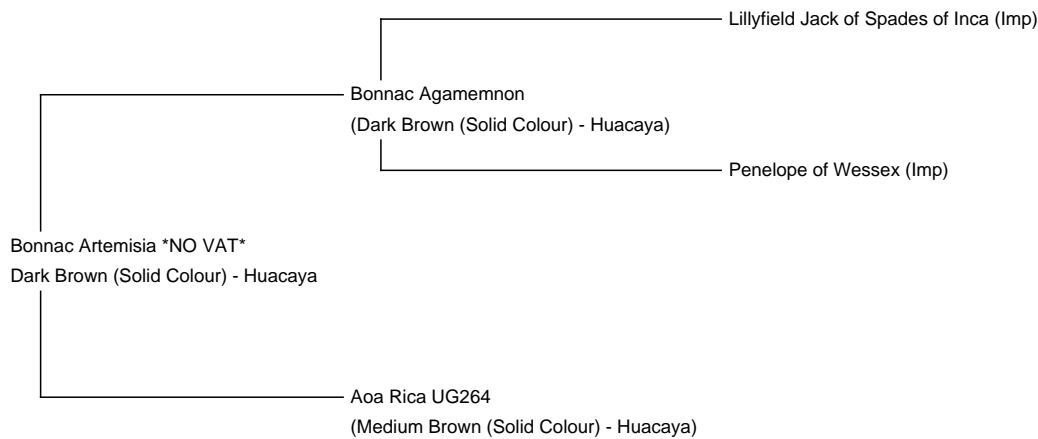 Lillyfield Jack of Spades of Inca (Imp)
Bonnac Agamemnon
(Dark Brown (Solid Colour) - Huacaya)
Penelope of Wessex (Imp)
Bonnac Artemisia *NO VAT*
Dark Brown (Solid Colour) - Huacaya
Aoa Rica UG264
(Medium Brown (Solid Colour) - Huacaya)